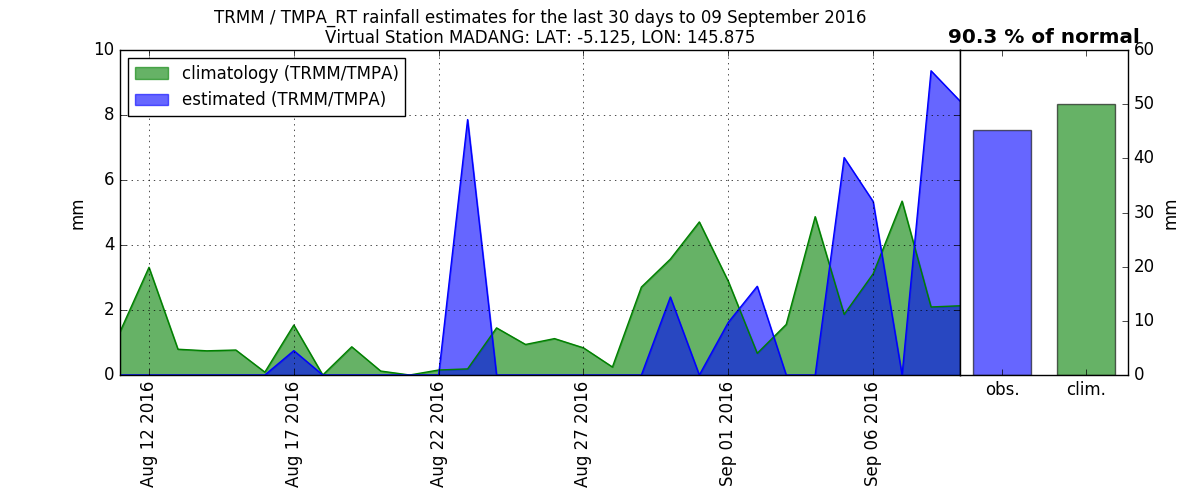 TRMM / TMPA_RT rainfall estimates for the last 30 days to 09 September 2016
Virtual Station MADANG: LAT: -5.125, LON: 145.875
90.3 % of normal
climatology (TRMM/TMPA)
estimated (TRMM/TMPA)
10
8
6
4
2
0
mm
Aug 12 2016
Aug 17 2016
Aug 22 2016
Aug 27 2016
Sep 01 2016
Sep 06 2016
60
50
40
30
20
10
0
mm
obs.
clim.